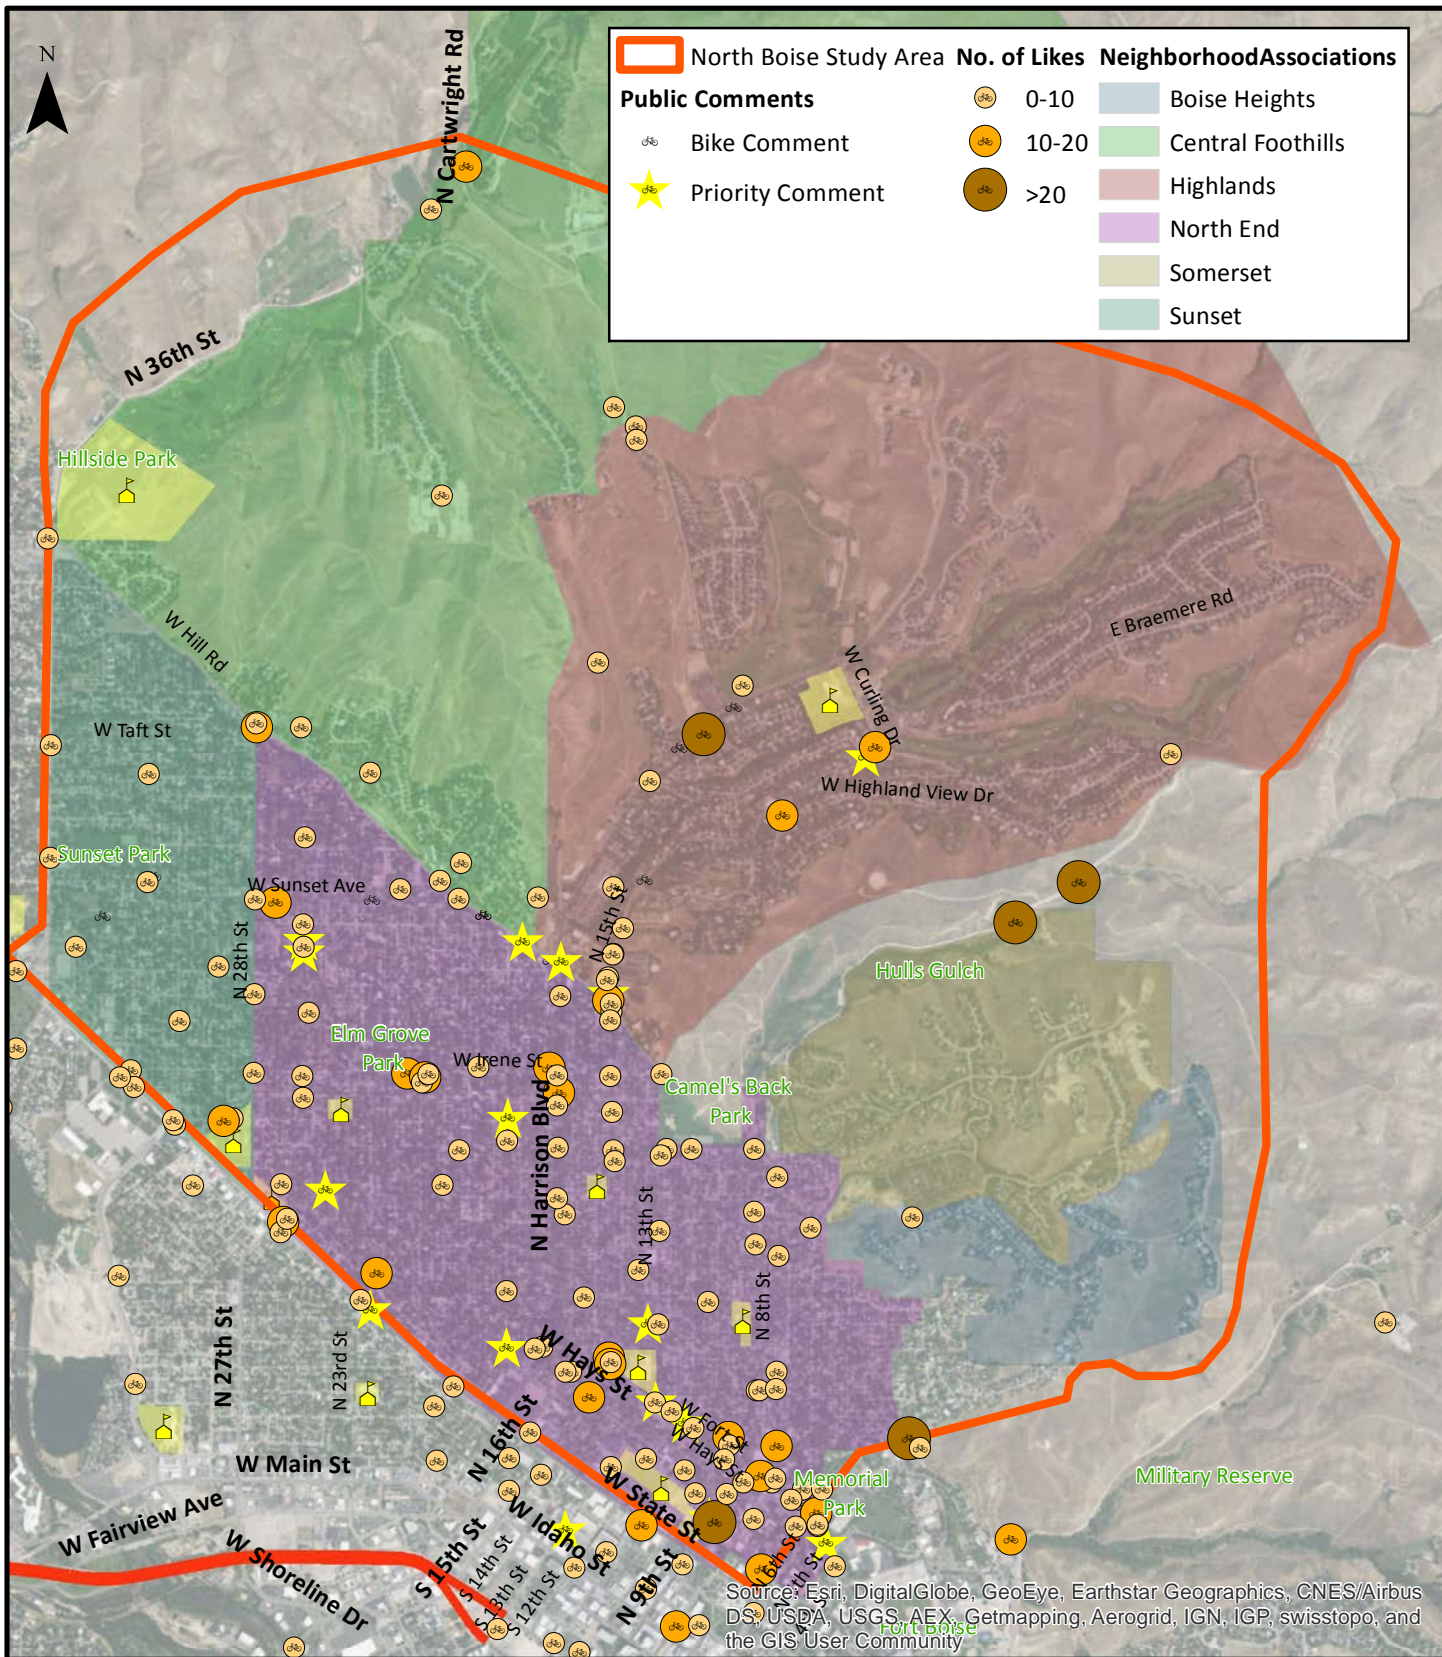 N
North Boise Study Area
Public Comments
Bike Comment
Priority Comment
No. of Likes
0-10
10-20
>20
NeighborhoodAssociations
Boise Heights
Central Foothills
Highlands
North End
Somerset
Sunset
N Cartwright Rd
N 36th St
Hillside Park
W Hill Rd
E Braemere Rd
W Curling Dr
W Taft St
W Highland View Dr
Sunset Park
W Sunset Ave
N 15th St
N 28th St
Hulls Gulch
Elm Grove
Park
W Irene St
Camel's Back
Park
N Harrison Blvd
N 13th St
N 8th St
N 27th St
N 23rd St
W Hays St
W Fort St
W Hays St
N 16th St
W Main St
W State St
Memorial
Park
Military Reserve
W Fairview Ave
W Idaho St
W Shoreline Dr
S 15th St
S 14th St
S 13th St
S 12th St
N 9th St
N 6th St
Fort Boise
Source: Esri, DigitalGlobe, GeoEye, Earthstar Geographics, CNES/Airbus
DS, USDA, USGS, AEX, Getmapping, Aerogrid, IGN, IGP, swisstopo, and
the GIS User Community